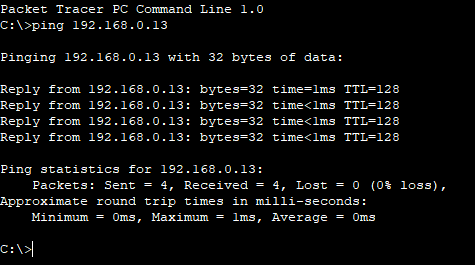 Packet Tracer PC Command Line 1.0
C:\>ping 192.168.0.13
Pinging 192.168.0.13 with 32 bytes of data:
Reply from 192.168.0.13: bytes=32 time=1ms TTL=128
Reply from 192.168.0.13: bytes=32 time<1ms TTL=128
Reply from 192.168.0.13: bytes=32 time<1ms TTL=128
Reply from 192.168.0.13: bytes=32 time<1ms TTL=128
Ping statistics for 192.168.0.13:
Packets: Sent = 4, Received = 4, Lost = 0 (0% loss),
Approximate round trip times in milli-seconds:
Minimum = 0ms, Maximum = 1ms, Average = 0ms
C:\>